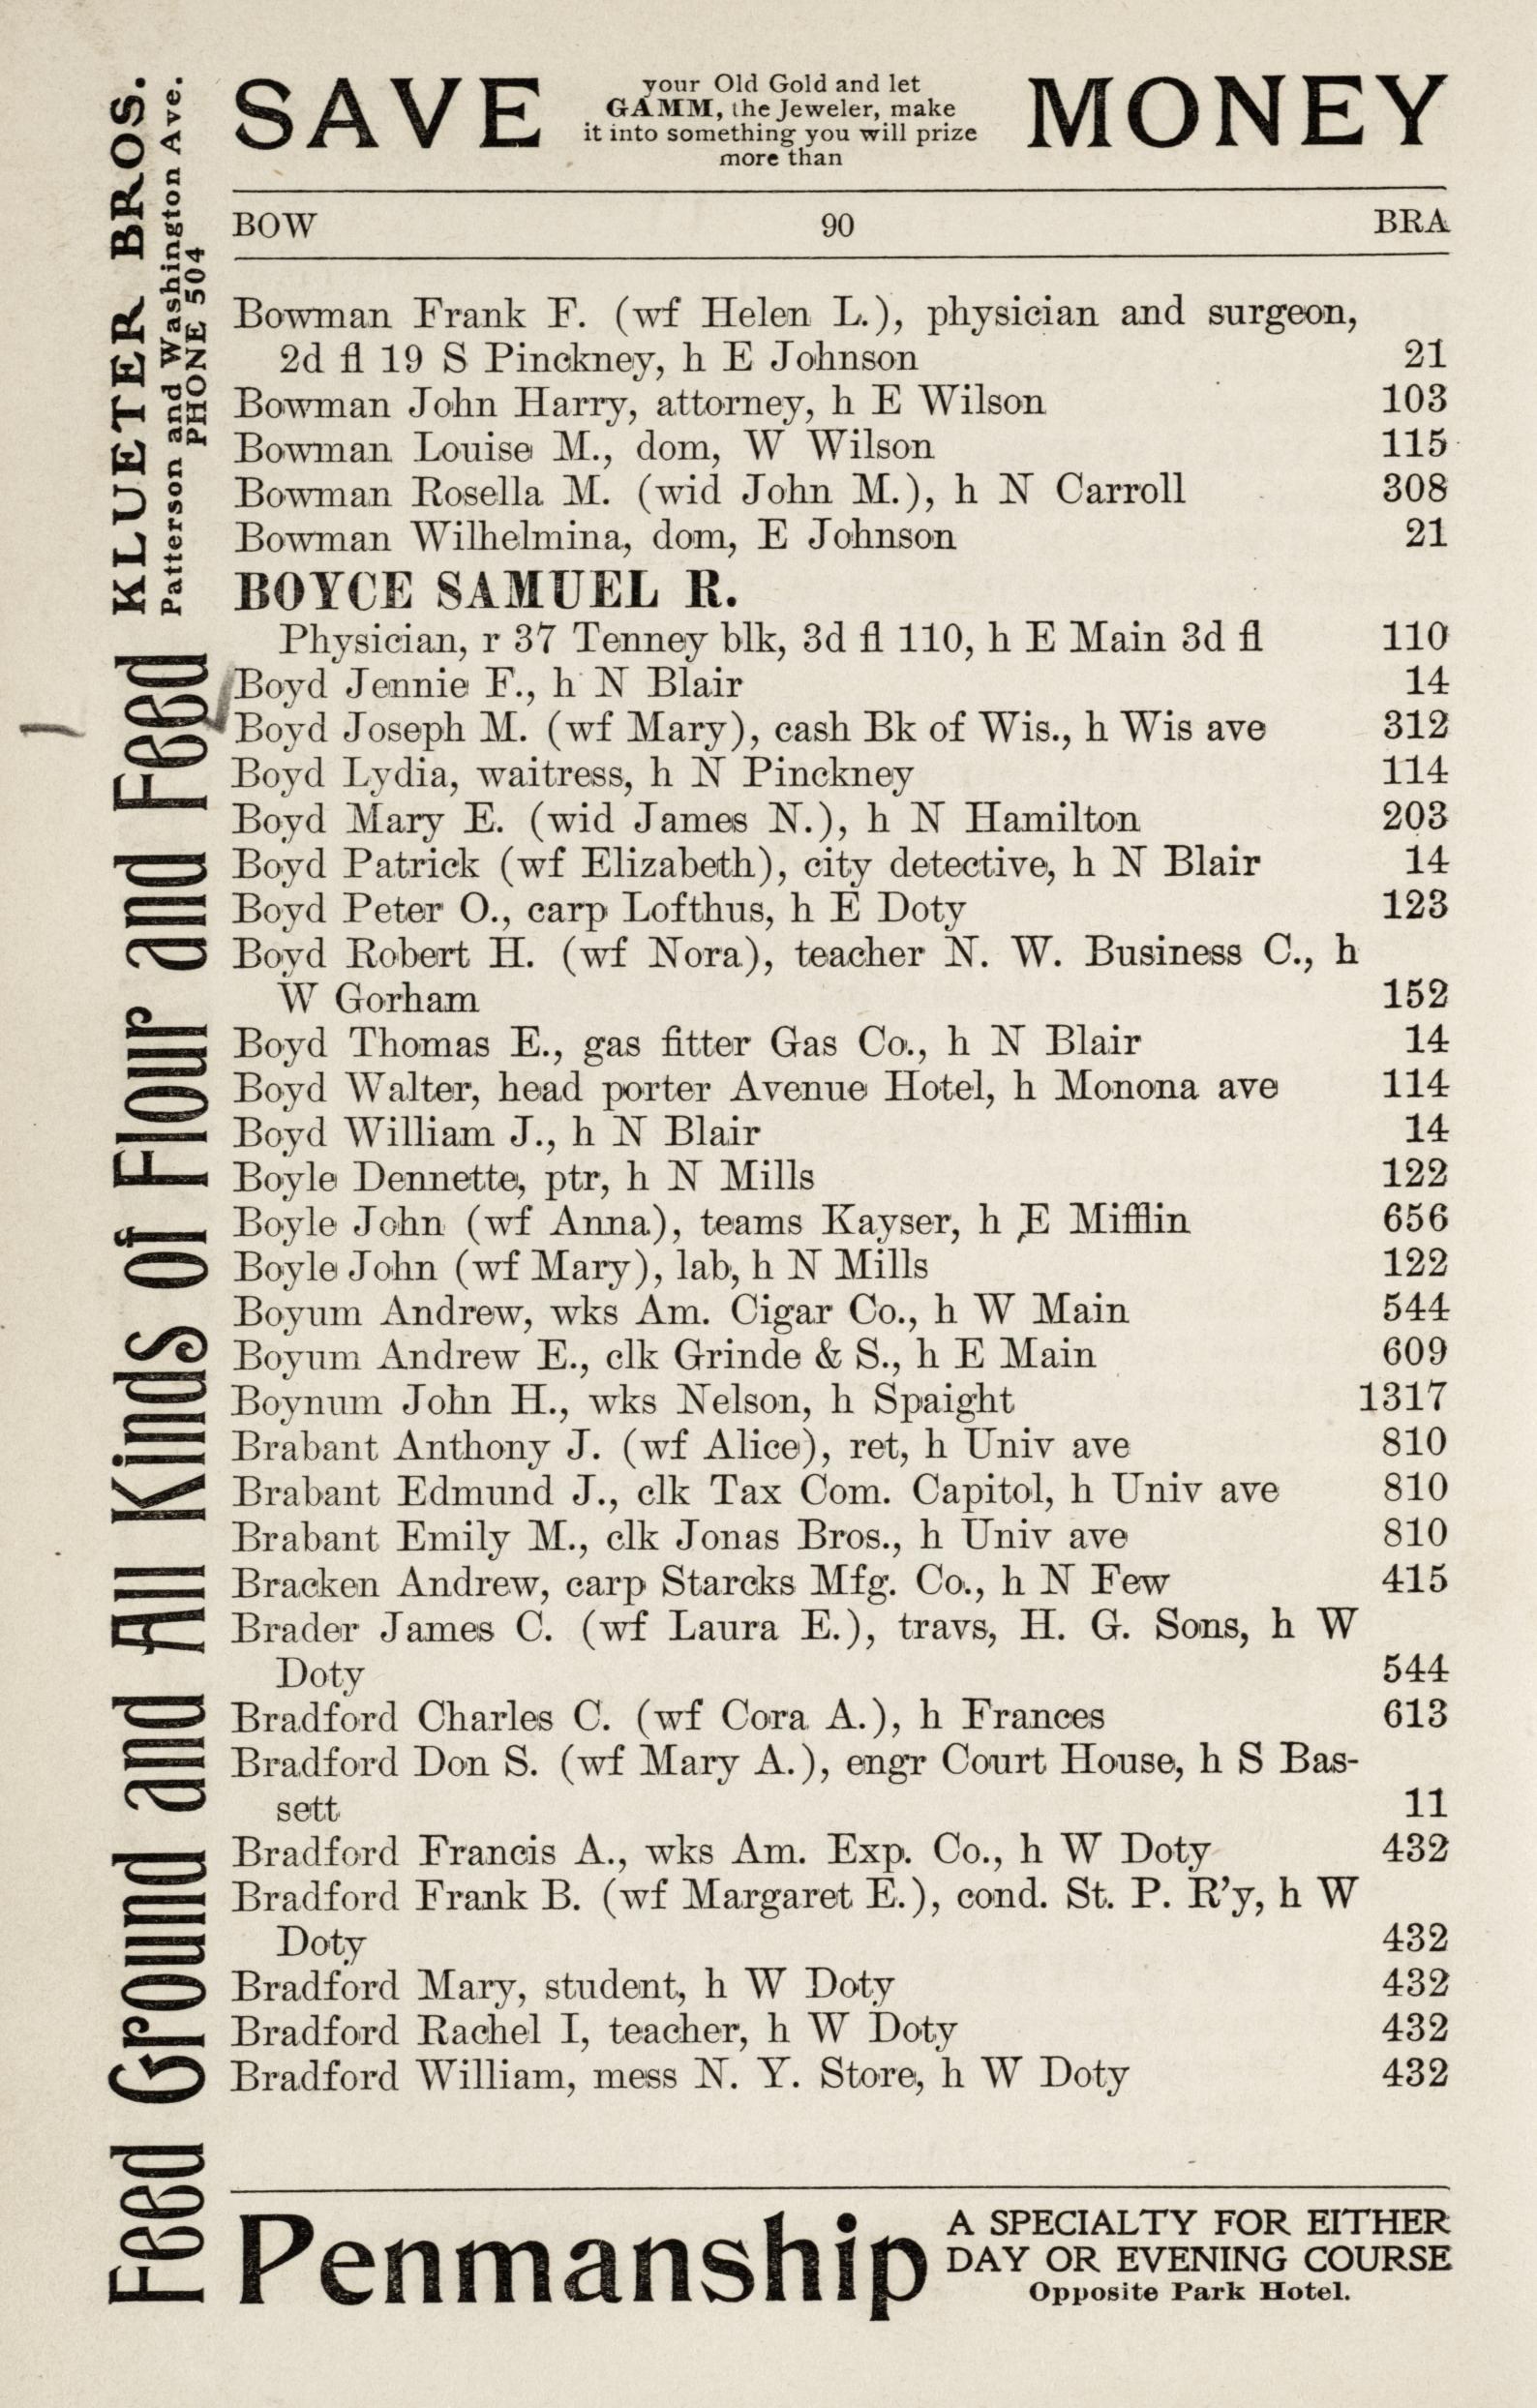 SAVE your Old Gold and let MONEY
GAMM, the Jeweler, make
it into something you will prize
more than
BOW 90 BRA
Bowman Frank F. (wf Helen L.), physician and surgeon,
2d fl 19 S Pinckney, h E Johnson 21
Bowman John Harry, attorney, h E Wilson 103
Bowman Louise M., dom, W Wilson 115
Bowman Rosella M. (wid John M.), h N Carroll 308
Bowman Wilhelmina, dom, E Johnson 21
BOYCE SAMUEL R.
Physician, r 37 Tenney blk, 3d fl 110, h E Main 3d fl 110
Boyd Jennie F., h N Blair 14
Boyd Joseph M. (wf Mary), cash Bk of Wis., h Wis ave 312
Boyd Lydia, waitress, h N Pinckney 114
Boyd Mary E. (wid James N.), h N Hamilton 203
Boyd Patrick (wf Elizabeth), city detective, h N Blair 14
Boyd Peter O., carp Lofthus, h E Doty 123
Boyd Robert H. (wf Nora), teacher N. W. Business C., h
W Gorham 152
Boyd Thomas E., gas fitter Gas Co., h N Blair 14
Boyd Walter, head porter Avenue Hotel, h Monona ave 114
Boyd William J., h N Blair 14
Boyle Dennette, ptr, h N Mills 122
Boyle John (wf Anna), teams Kayser, h E Mifflin 656
Boyle John (wf Mary), lab, h N Mills 122
Boyum Andrew, wks Am. Cigar Co., h W Main 544
Boyum Andrew E., clk Grinde & S., h E Main 609
Boynum John H., wks Nelson, h Spaight 1317
Brabant Anthony J. (wf Alice), ret, h Univ ave 810
Brabant Edmund J., clk Tax Com. Capitol, h Univ ave 810
Brabant Emily M., clk Jonas Bros., h Univ ave 810
Bracken Andrew, carp Starcks Mfg. Co., h N Few 415
Brader James C. (wf Laura E.), travs, H. G. Sons, h W
Doty 544
Bradford Charles C. (wf Cora A.), h Frances 613
Bradford Don S. (wf Mary A.), engr Court House, h S Bas-
sett 11
Bradford Francis A., wks Am. Exp. Co., h W Doty 432
Bradford Frank B. (wf Margaret E.), cond. St. P. R'y, h W
Doty 432
Bradford Mary, student, h W Doty 432
Bradford Rachel I, teacher, h W Doty 432
Bradford William, mess N. Y. Store, h W Doty 432
Penmanship A SPECIALTY FOR EITHER
DAY OR EVENING COURSE
Opposite Park Hotel.
Feed Ground and All Kinds of Flour and Feed KLUETER BROS.
Patterson and Washington Ave.
PHONE 504